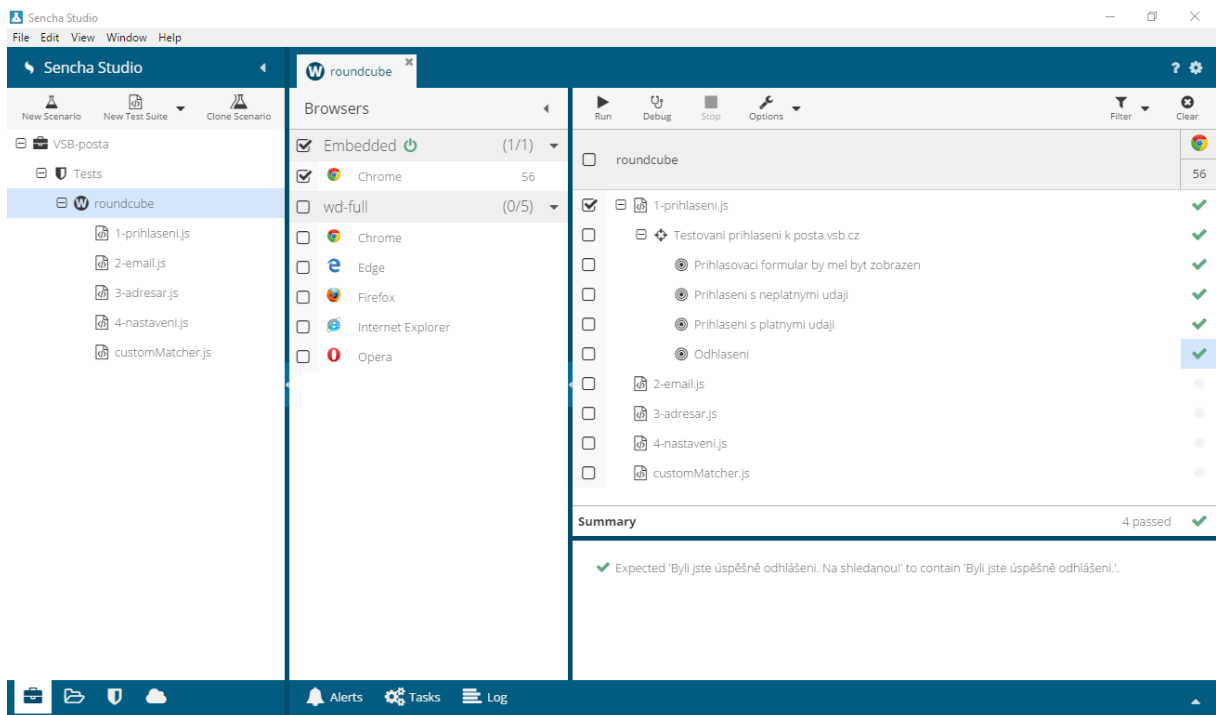 Sencha Studio
File Edit View Window Help
Sencha Studio
New Scenario New Test Suite Clone Scenario
VSB-posta
Tests
roundcube
1-prihlaseni.js
2-email.js
3-adresar.js
4-nastaveni.js
customMatcher.js
roundcube
Browsers
Embedded (1/1)
Chrome 56
wd-full (0/5)
Chrome
Edge
Firefox
Internet Explorer
Opera
?
Run Debug Stop Options Filter Clear
roundcube
56
1-prihlaseni.js
Testovani prihlaseni k posta.vsb.cz
Prihlasovaci formular by mel byt zobrazen
Prihlaseni s neplatnymi udaji
Prihlaseni s platnymi udaji
Odhlaseni
2-email.js
3-adresar.js
4-nastaveni.js
customMatcher.js
Summary 4 passed
Expected 'Byli jste úspěšně odhlášeni. Na shledanou!' to contain 'Byli jste úspěšně odhlášeni.'.
Alerts Tasks Log